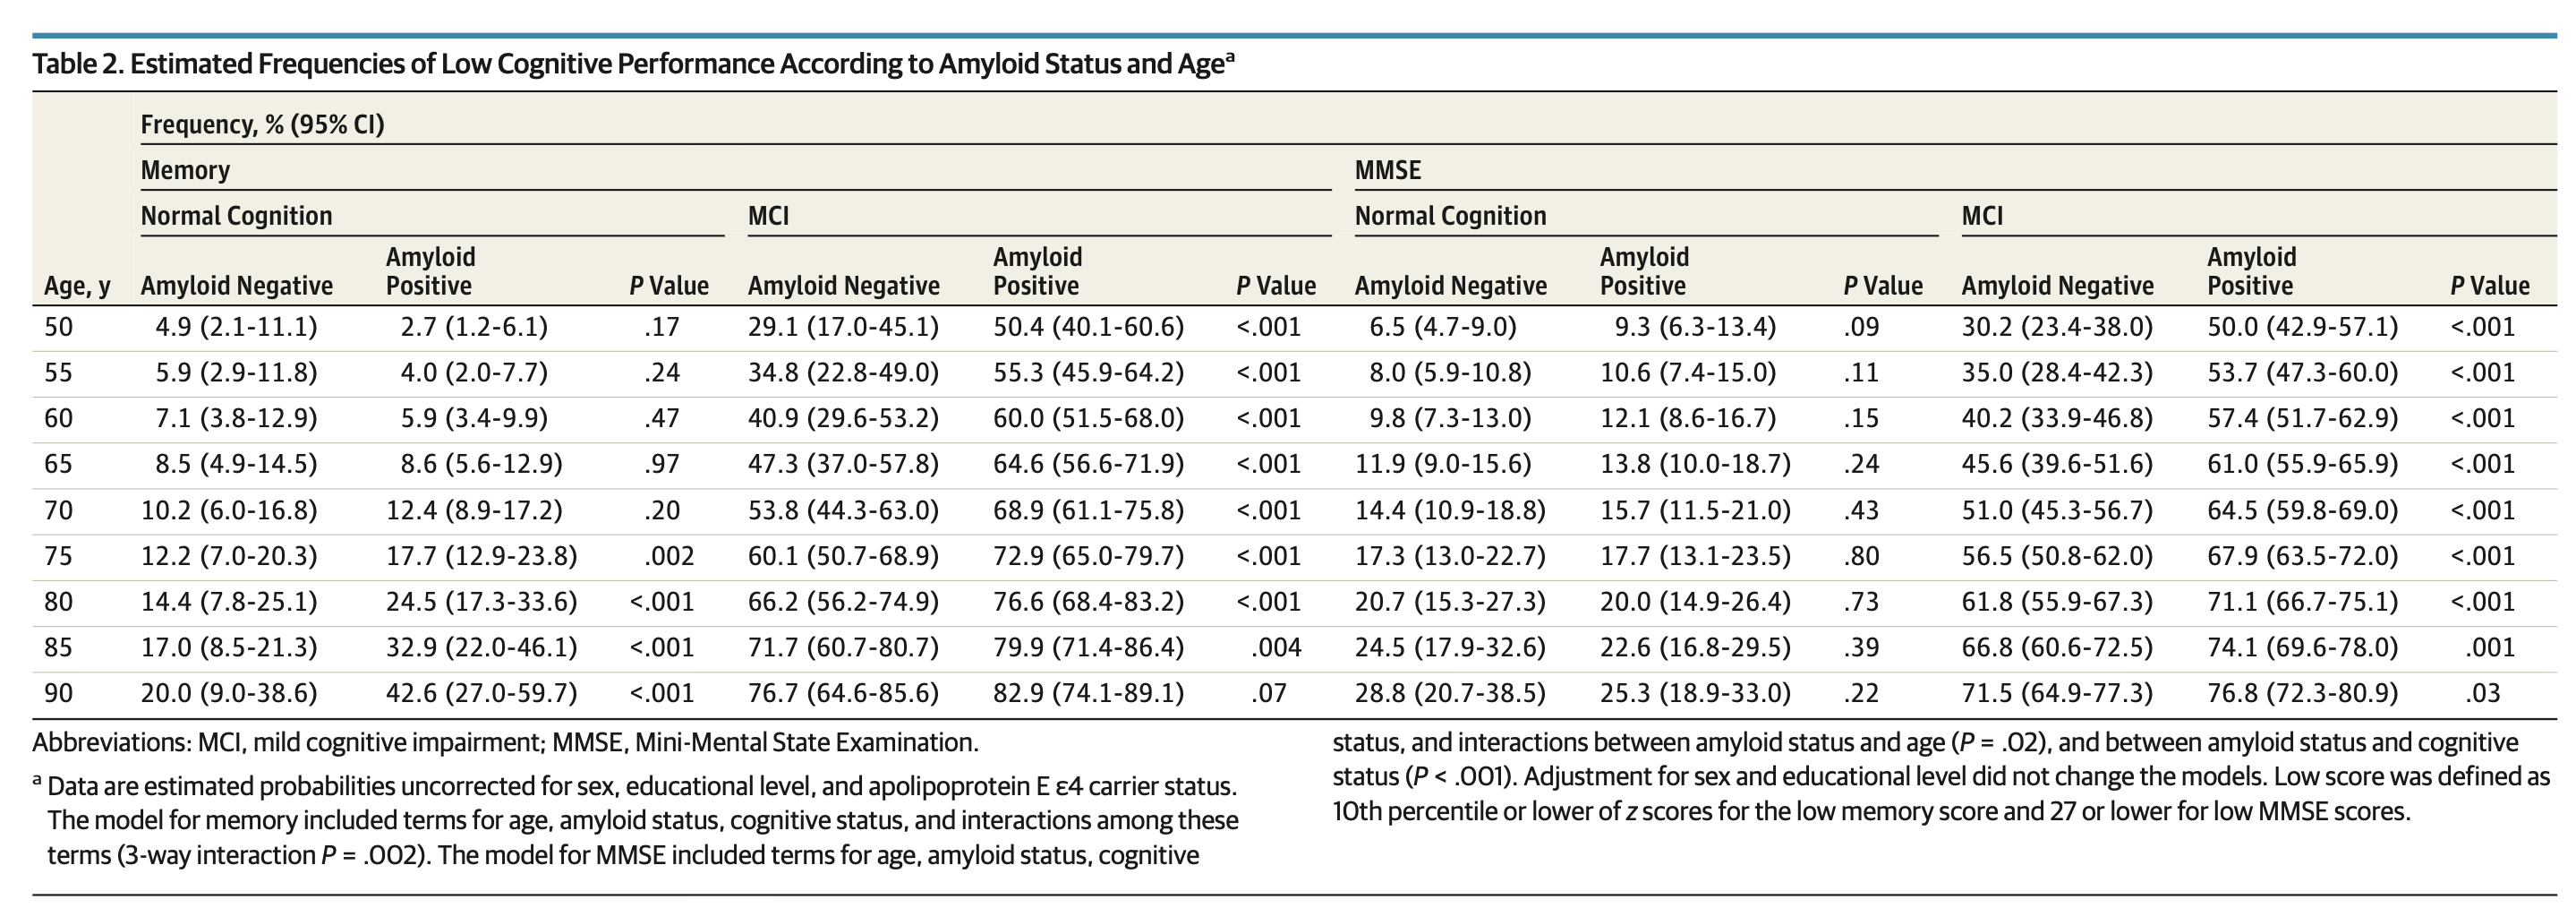 Table 2. Estimated Frequencies of Low Cognitive Performance According to Amyloid Status and Ageᵃ
Frequency, % (95% CI)
Memory MMSE
Normal Cognition MCI Normal Cognition MCI
Amyloid Amyloid Amyloid Amyloid
Age, y Amyloid Negative Positive P Value Amyloid Negative Positive P Value Amyloid Negative Positive P Value Amyloid Negative Positive P Value
50 4.9 (2.1-11.1) 2.7 (1.2-6.1) .17 29.1 (17.0-45.1) 50.4 (40.1-60.6) <.001 6.5 (4.7-9.0) 9.3 (6.3-13.4) .09 30.2 (23.4-38.0) 50.0 (42.9-57.1) <.001
55 5.9 (2.9-11.8) 4.0 (2.0-7.7) .24 34.8 (22.8-49.0) 55.3 (45.9-64.2) <.001 8.0 (5.9-10.8) 10.6 (7.4-15.0) .11 35.0 (28.4-42.3) 53.7 (47.3-60.0) <.001
60 7.1 (3.8-12.9) 5.9 (3.4-9.9) .47 40.9 (29.6-53.2) 60.0 (51.5-68.0) <.001 9.8 (7.3-13.0) 12.1 (8.6-16.7) .15 40.2 (33.9-46.8) 57.4 (51.7-62.9) <.001
65 8.5 (4.9-14.5) 8.6 (5.6-12.9) .97 47.3 (37.0-57.8) 64.6 (56.6-71.9) <.001 11.9 (9.0-15.6) 13.8 (10.0-18.7) .24 45.6 (39.6-51.6) 61.0 (55.9-65.9) <.001
70 10.2 (6.0-16.8) 12.4 (8.9-17.2) .20 53.8 (44.3-63.0) 68.9 (61.1-75.8) <.001 14.4 (10.9-18.8) 15.7 (11.5-21.0) .43 51.0 (45.3-56.7) 64.5 (59.8-69.0) <.001
75 12.2 (7.0-20.3) 17.7 (12.9-23.8) .002 60.1 (50.7-68.9) 72.9 (65.0-79.7) <.001 17.3 (13.0-22.7) 17.7 (13.1-23.5) .80 56.5 (50.8-62.0) 67.9 (63.5-72.0) <.001
80 14.4 (7.8-25.1) 24.5 (17.3-33.6) <.001 66.2 (56.2-74.9) 76.6 (68.4-83.2) <.001 20.7 (15.3-27.3) 20.0 (14.9-26.4) .73 61.8 (55.9-67.3) 71.1 (66.7-75.1) <.001
85 17.0 (8.5-21.3) 32.9 (22.0-46.1) <.001 71.7 (60.7-80.7) 79.9 (71.4-86.4) .004 24.5 (17.9-32.6) 22.6 (16.8-29.5) .39 66.8 (60.6-72.5) 74.1 (69.6-78.0) .001
90 20.0 (9.0-38.6) 42.6 (27.0-59.7) <.001 76.7 (64.6-85.6) 82.9 (74.1-89.1) .07 28.8 (20.7-38.5) 25.3 (18.9-33.0) .22 71.5 (64.9-77.3) 76.8 (72.3-80.9) .03
Abbreviations: MCI, mild cognitive impairment; MMSE, Mini-Mental State Examination.
ᵃ Data are estimated probabilities uncorrected for sex, educational level, and apolipoprotein E ε4 carrier status.
The model for memory included terms for age, amyloid status, cognitive status, and interactions among these
terms (3-way interaction P = .002). The model for MMSE included terms for age, amyloid status, cognitive
status, and interactions between amyloid status and age (P = .02), and between amyloid status and cognitive
status (P < .001). Adjustment for sex and educational level did not change the models. Low score was defined as
10th percentile or lower of z scores for the low memory score and 27 or lower for low MMSE scores.